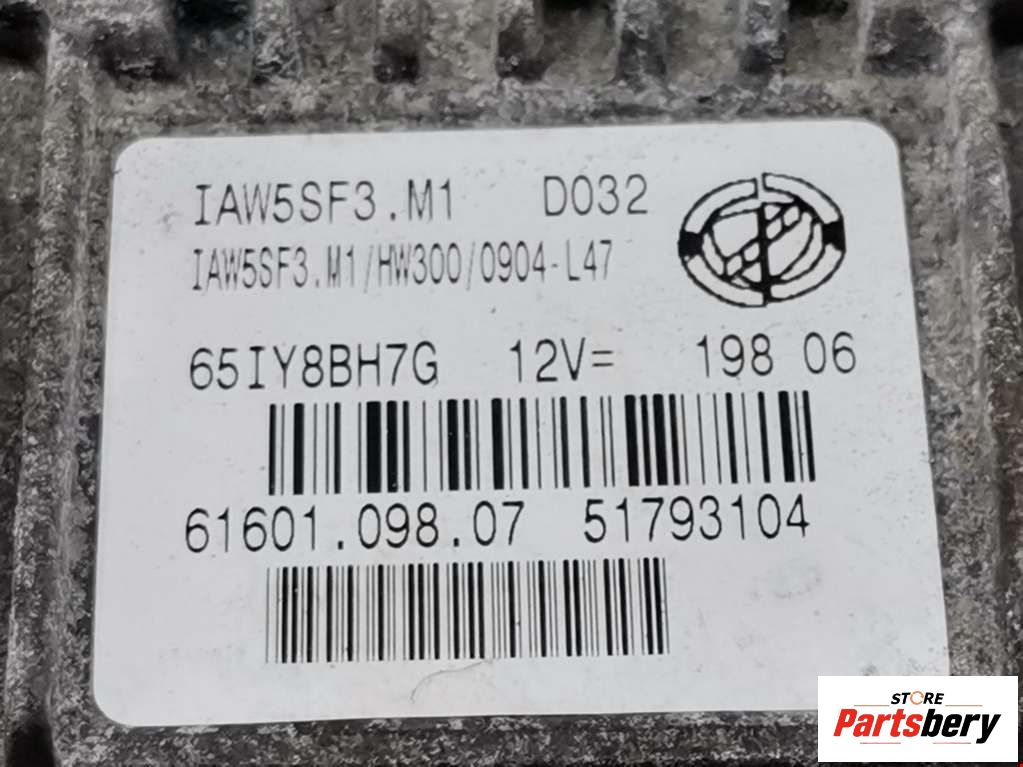 IAW5SF3.M1 D032
IAW5SF3.M1/HW300/0904-L47
65IY8BH7G 12V= 198 06
61601.098.07 51793104
STORE
Partsbery